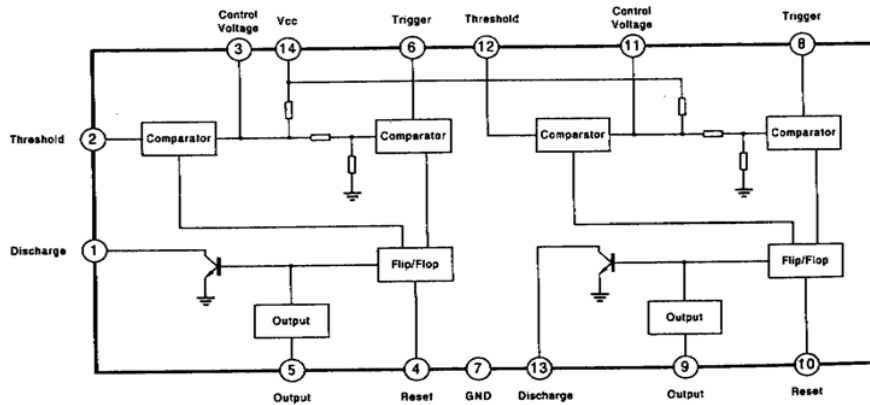 Control
Voltage
Vcc
Trigger
Threshold
Control
Voltage
Trigger
3
14
6
12
11
8
Threshold
2
Comparator
Comparator
Comparator
Comparator
Discharge
1
Flip/Flop
Flip/Flop
Output
Output
5
4
7
13
9
10
Output
Reset
GND
Discharge
Output
Reset